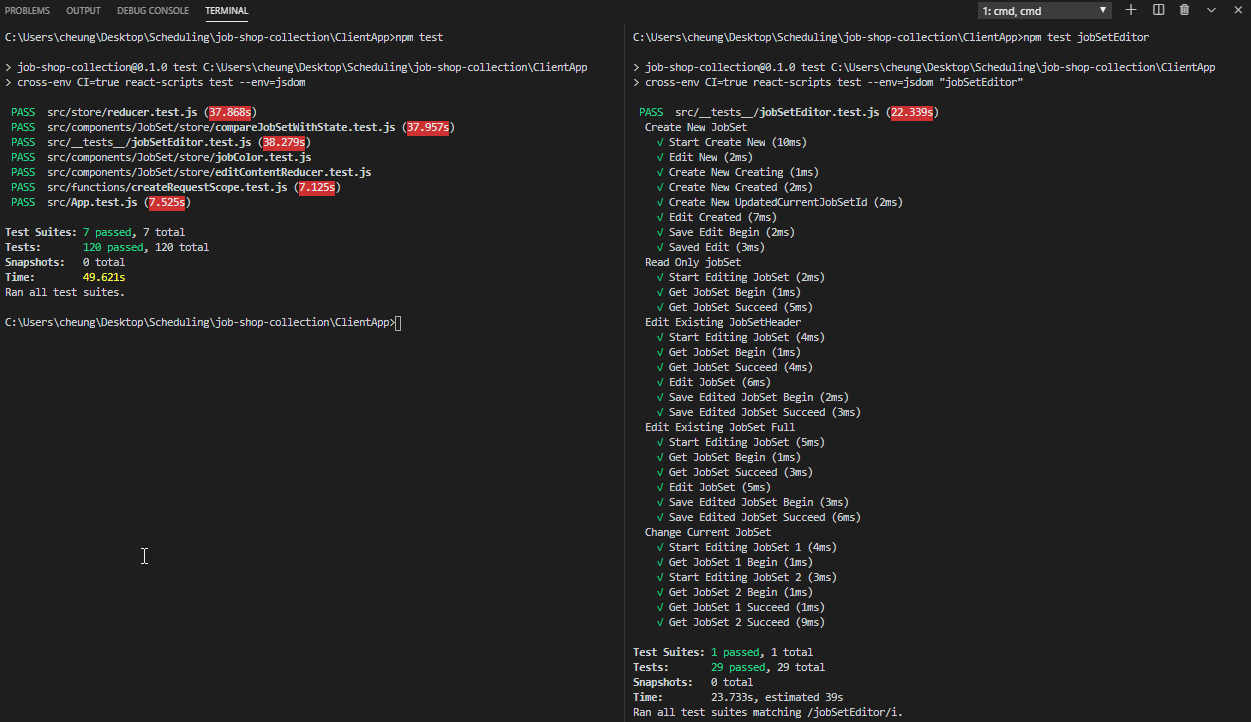 PROBLEMS OUTPUT DEBUG CONSOLE TERMINAL 1: cmd, cmd
C:\Users\cheung\Desktop\Scheduling\job-shop-collection\ClientApp>npm test
> job-shop-collection@0.1.0 test C:\Users\cheung\Desktop\Scheduling\job-shop-collection\ClientApp
> cross-env CI=true react-scripts test --env=jsdom
PASS src/store/reducer.test.js (37.868s)
PASS src/components/JobSet/store/compareJobSetWithState.test.js (37.957s)
PASS src/__tests__/jobSetEditor.test.js (38.279s)
PASS src/components/JobSet/store/jobColor.test.js
PASS src/components/JobSet/store/editContentReducer.test.js
PASS src/functions/createRequestScope.test.js (7.125s)
PASS src/App.test.js (7.525s)
Test Suites: 7 passed, 7 total
Tests: 120 passed, 120 total
Snapshots: 0 total
Time: 49.621s
Ran all test suites.
C:\Users\cheung\Desktop\Scheduling\job-shop-collection\ClientApp>
C:\Users\cheung\Desktop\Scheduling\job-shop-collection\ClientApp>npm test jobSetEditor
> job-shop-collection@0.1.0 test C:\Users\cheung\Desktop\Scheduling\job-shop-collection\ClientApp
> cross-env CI=true react-scripts test --env=jsdom "jobSetEditor"
PASS src/__tests__/jobSetEditor.test.js (22.339s)
Create New JobSet
√ Start Create New (10ms)
√ Edit New (2ms)
√ Create New Creating (1ms)
√ Create New Created (2ms)
√ Create New UpdatedCurrentJobSetId (2ms)
√ Edit Created (7ms)
√ Save Edit Begin (2ms)
√ Saved Edit (3ms)
Read Only jobSet
√ Start Editing JobSet (2ms)
√ Get JobSet Begin (1ms)
√ Get JobSet Succeed (5ms)
Edit Existing JobSetHeader
√ Start Editing JobSet (4ms)
√ Get JobSet Begin (1ms)
√ Get JobSet Succeed (4ms)
√ Edit JobSet (6ms)
√ Save Edited JobSet Begin (2ms)
√ Save Edited JobSet Succeed (3ms)
Edit Existing JobSet Full
√ Start Editing JobSet (5ms)
√ Get JobSet Begin (1ms)
√ Get JobSet Succeed (3ms)
√ Edit JobSet (5ms)
√ Save Edited JobSet Begin (3ms)
√ Save Edited JobSet Succeed (6ms)
Change Current JobSet
√ Start Editing JobSet 1 (4ms)
√ Get JobSet 1 Begin (1ms)
√ Start Editing JobSet 2 (3ms)
√ Get JobSet 2 Begin (1ms)
√ Get JobSet 1 Succeed (1ms)
√ Get JobSet 2 Succeed (9ms)
Test Suites: 1 passed, 1 total
Tests: 29 passed, 29 total
Snapshots: 0 total
Time: 23.733s, estimated 39s
Ran all test suites matching /jobSetEditor/i.